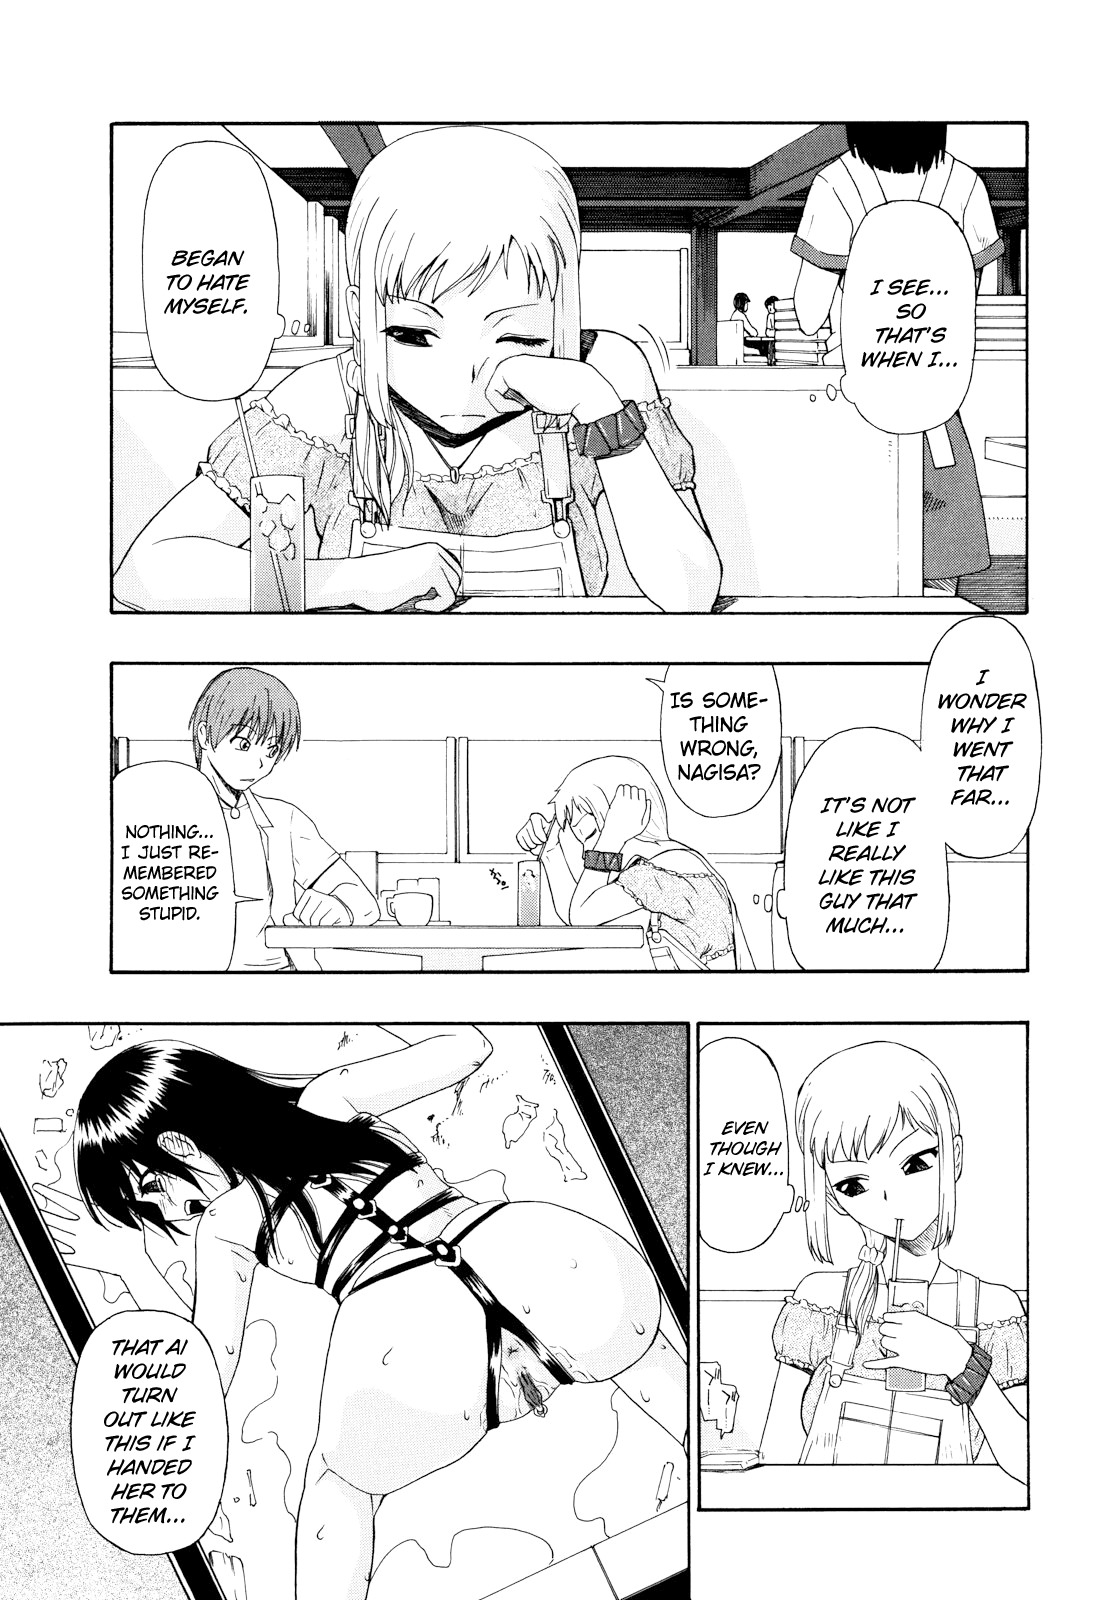 I SEE...
SO
THAT'S
WHEN I...
BEGAN
TO HATE
MYSELF.
I
WONDER
WHY I
WENT
THAT
FAR...
IT'S NOT
LIKE I
REALLY
LIKE THIS
GUY THAT
MUCH...
IS SOME-
THING
WRONG,
NAGISA?
NOTHING...
I JUST RE-
MEMBERED
SOMETHING
STUPID.
EVEN
THOUGH
I KNEW...
THAT AI
WOULD
TURN
OUT LIKE
THIS IF I
HANDED
HER TO
THEM...